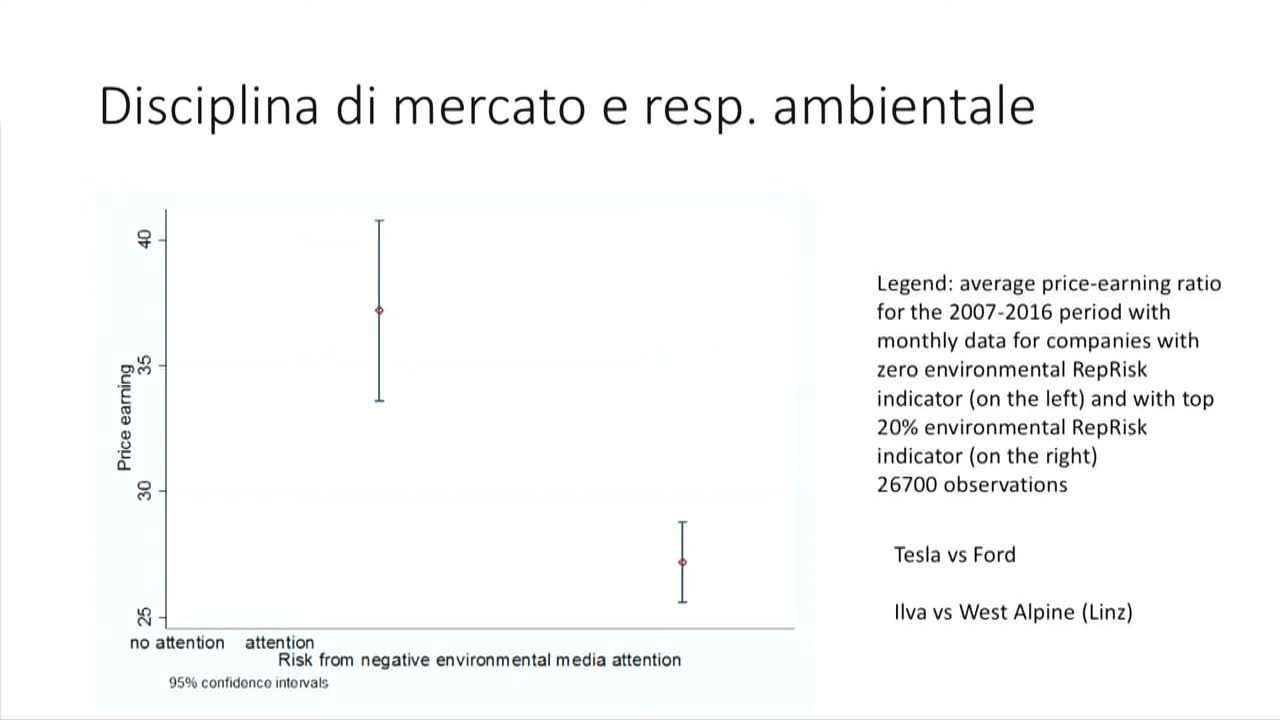 Disciplina di mercato e resp. ambientale
40
35
30
25
Price earning
no attention attention
Risk from negative environmental media attention
95% confidence intervals
Legend: average price-earning ratio
for the 2007-2016 period with
monthly data for companies with
zero environmental RepRisk
indicator (on the left) and with top
20% environmental RepRisk
indicator (on the right)
26700 observations
Tesla vs Ford
Ilva vs West Alpine (Linz)